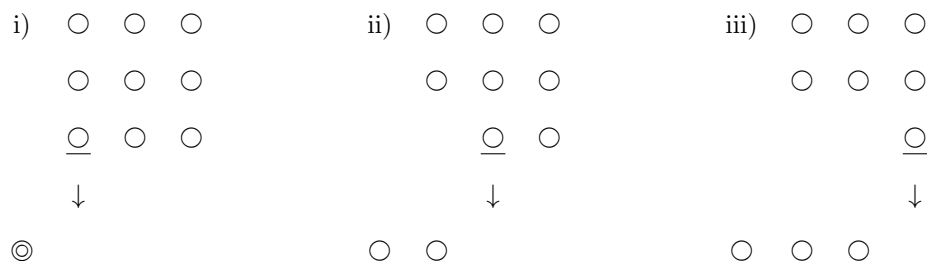 i) ○ ○ ○ ii) ○ ○ ○ iii) ○ ○ ○
○ ○ ○ ○ ○ ○ ○ ○ ○
○ ○ ○ ○ ○ ○
↓ ↓ ↓
◎ ○ ○ ○ ○ ○